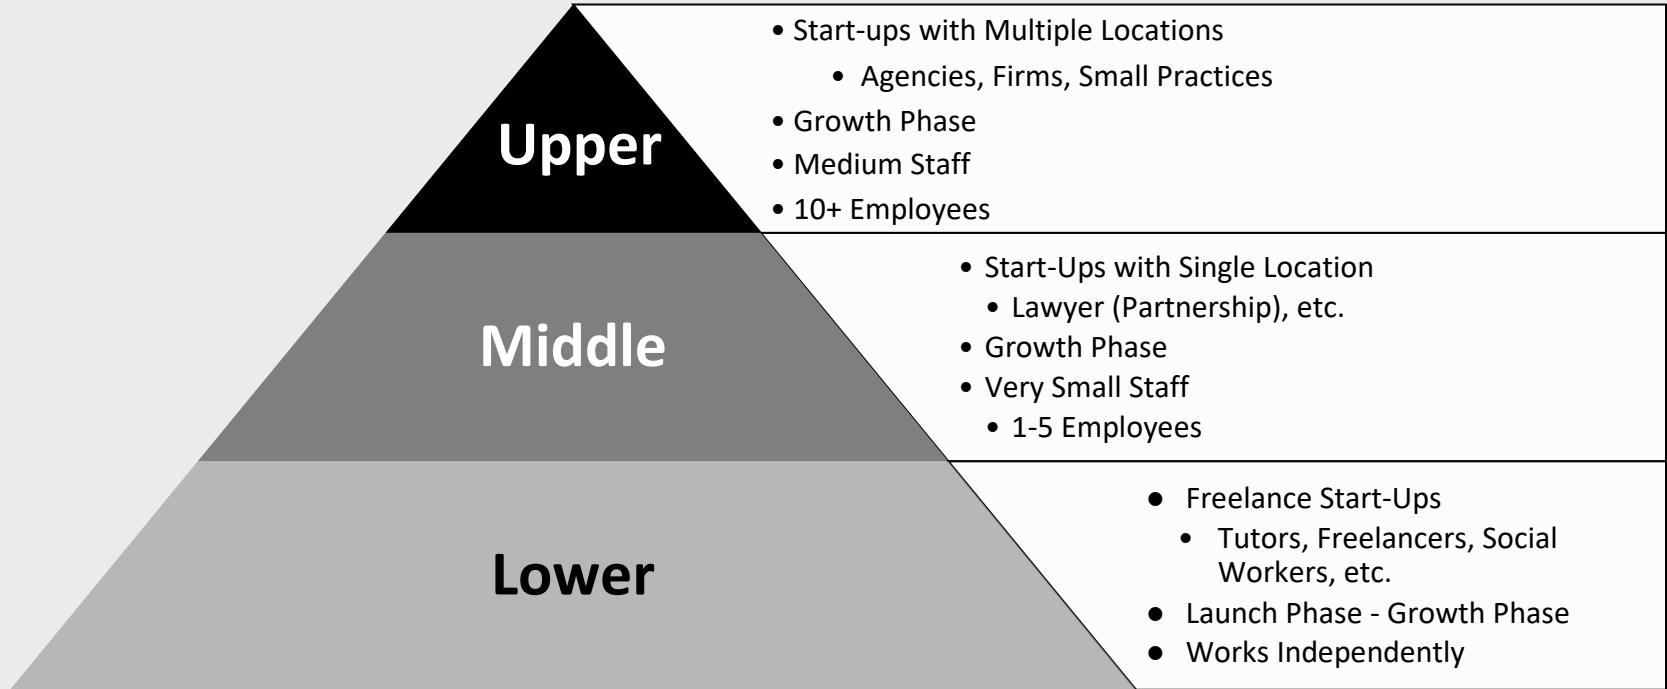 Upper
• Start-ups with Multiple Locations
• Agencies, Firms, Small Practices
• Growth Phase
• Medium Staff
• 10+ Employees
Middle
• Start-Ups with Single Location
• Lawyer (Partnership), etc.
• Growth Phase
• Very Small Staff
• 1-5 Employees
Lower
● Freelance Start-Ups
• Tutors, Freelancers, Social
Workers, etc.
● Launch Phase - Growth Phase
● Works Independently